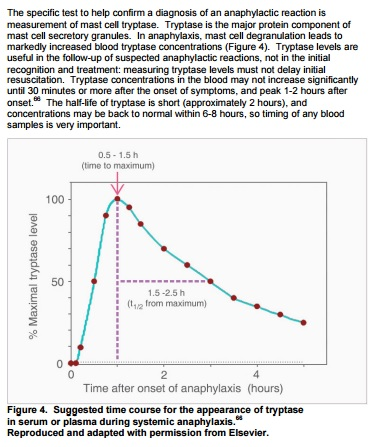 The specific test to help confirm a diagnosis of an anaphylactic reaction is
measurement of mast cell tryptase.  Tryptase is the major protein component of
mast cell secretory granules.  In anaphylaxis, mast cell degranulation leads to
markedly increased blood tryptase concentrations (Figure 4).  Tryptase levels are
useful in the follow-up of suspected anaphylactic reactions, not in the initial
recognition and treatment: measuring tryptase levels must not delay initial
resuscitation.  Tryptase concentrations in the blood may not increase significantly
until 30 minutes or more after the onset of symptoms, and peak 1-2 hours after
onset.66  The half-life of tryptase is short (approximately 2 hours), and
concentrations may be back to normal within 6-8 hours, so timing of any blood
samples is very important.
0.5 - 1.5 h
(time to maximum)
100
50
0
% Maximal tryptase level
1.5 -2.5 h
(t1/2 from maximum)
0
2
4
Time after onset of anaphylaxis  (hours)
Figure 4.  Suggested time course for the appearance of tryptase
in serum or plasma during systemic anaphylaxis.66
Reproduced and adapted with permission from Elsevier.